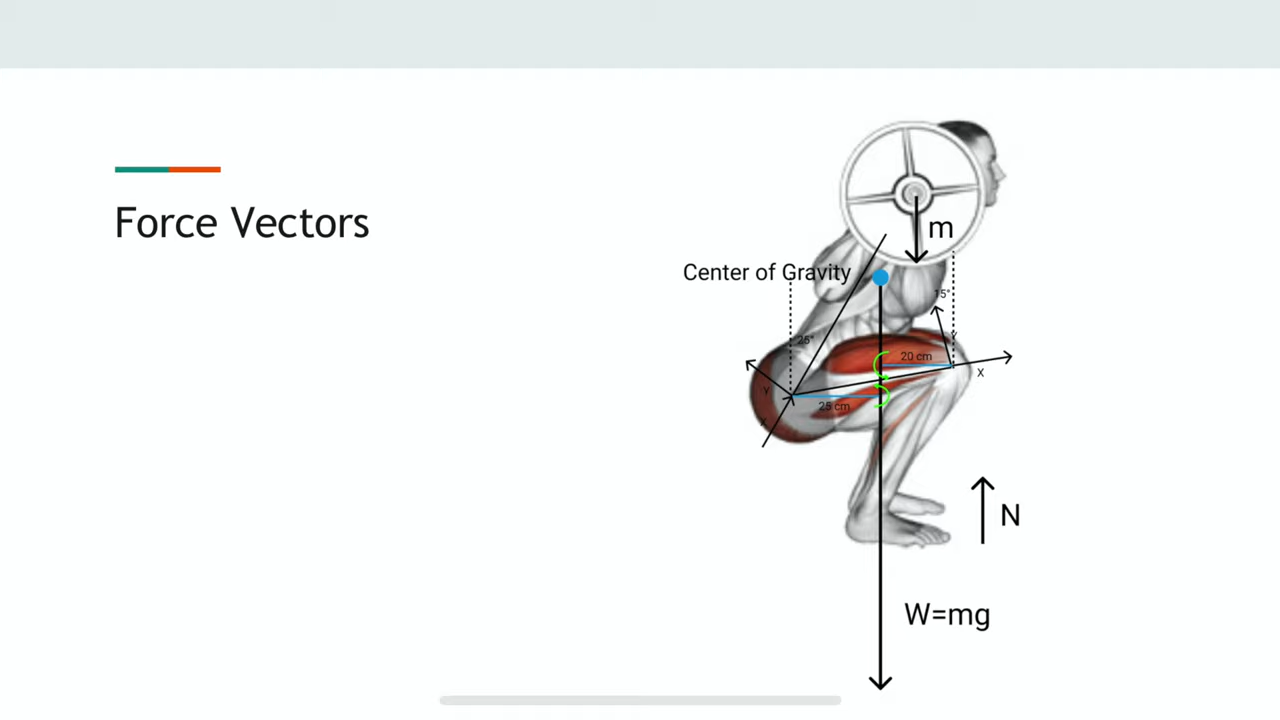 Force Vectors
m
Center of Gravity
15°
25°
Y
20 cm
X
Y
25 cm
X
N
W=mg